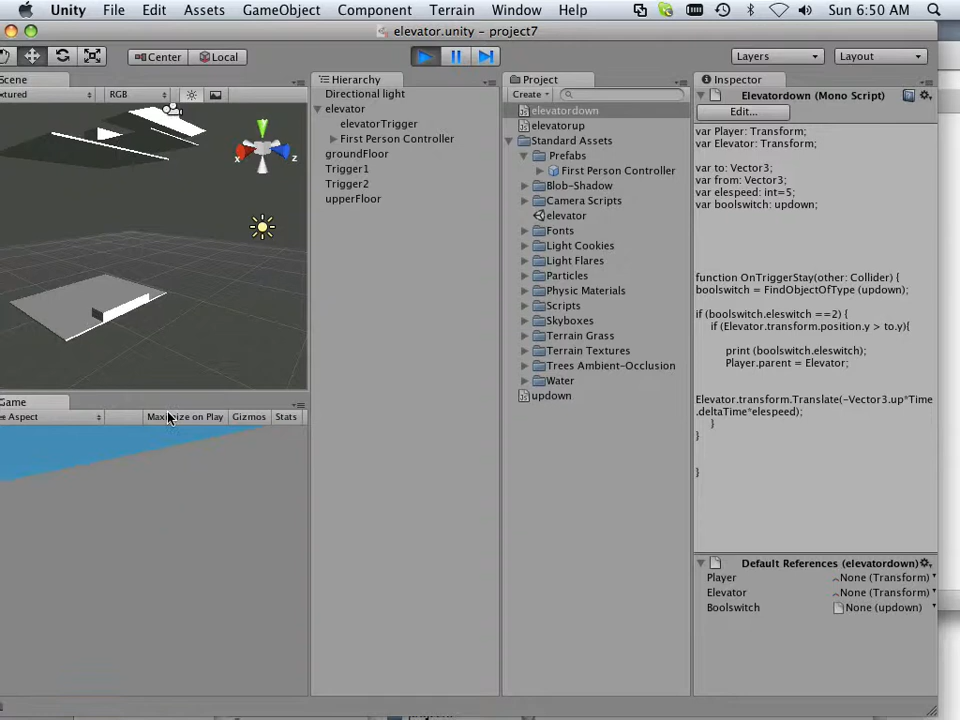 Unity File Edit Assets GameObject Component Terrain Window Help Sun 6:50 AM
elevator.unity - project7
Center Local Layers Layout
Scene Hierarchy Project Inspector
RGB Create
Directional light
elevator
elevatorTrigger
First Person Controller
groundFloor
Trigger1
Trigger2
upperFloor
x
z
Game
Maximize on Play Gizmos Stats
elevatordown
elevatorup
Standard Assets
Prefabs
First Person Controller
Blob-Shadow
Camera Scripts
elevator
Fonts
Light Cookies
Light Flares
Particles
Physic Materials
Scripts
Skyboxes
Terrain Grass
Terrain Textures
Trees Ambient-Occlusion
Water
updown
Elevatordown (Mono Script)
Edit...
var Player: Transform;
var Elevator: Transform;
var to: Vector3;
var from: Vector3;
var elespeed: int=5;
var boolswitch: updown;
function OnTriggerStay(other: Collider) {
boolswitch = FindObjectOfType (updown);
if (boolswitch.eleswitch ==2) {
if (Elevator.transform.position.y > to.y){
print (boolswitch.eleswitch);
Player.parent = Elevator;
Elevator.transform.Translate(-Vector3.up*Time
.deltaTime*elespeed);
}
}
}
Default References (elevatordown)
Player None (Transform)
Elevator None (Transform)
Boolswitch None (updown)